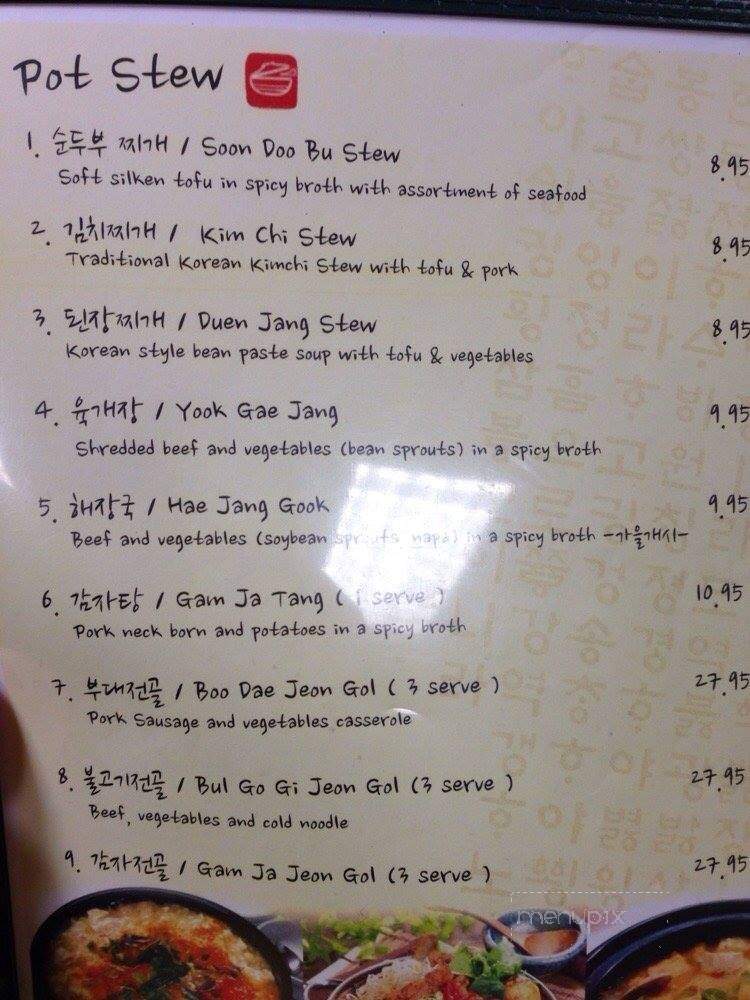 Pot Stew
1. 순두부 찌개 / Soon Doo Bu Stew 8.95
Soft silken tofu in spicy broth with assortment of seafood
2. 김치찌개 / Kim Chi Stew 8.95
Traditional Korean Kimchi Stew with tofu & pork
3. 된장찌개 / Duen Jang Stew 8.95
Korean style bean paste soup with tofu & vegetables
4. 육개장 / Yook Gae Jang 9.95
Shredded beef and vegetables (bean sprouts) in a spicy broth
5. 해장국 / Hae Jang Gook 9.95
Beef and vegetables (soybean sprouts napa) in a spicy broth -가을개시-
6. 감자탕 / Gam Ja Tang ( 1 serve ) 10.95
Pork neck born and potatoes in a spicy broth
7. 부대전골 / Boo Dae Jeon Gol ( 3 serve ) 27.95
Pork Sausage and vegetables casserole
8. 불고기전골 / Bul Go Gi Jeon Gol (3 serve ) 27.95
Beef, vegetables and cold noodle
9. 감자전골 / Gam Ja Jeon Gol (3 serve ) 27.95
menupix